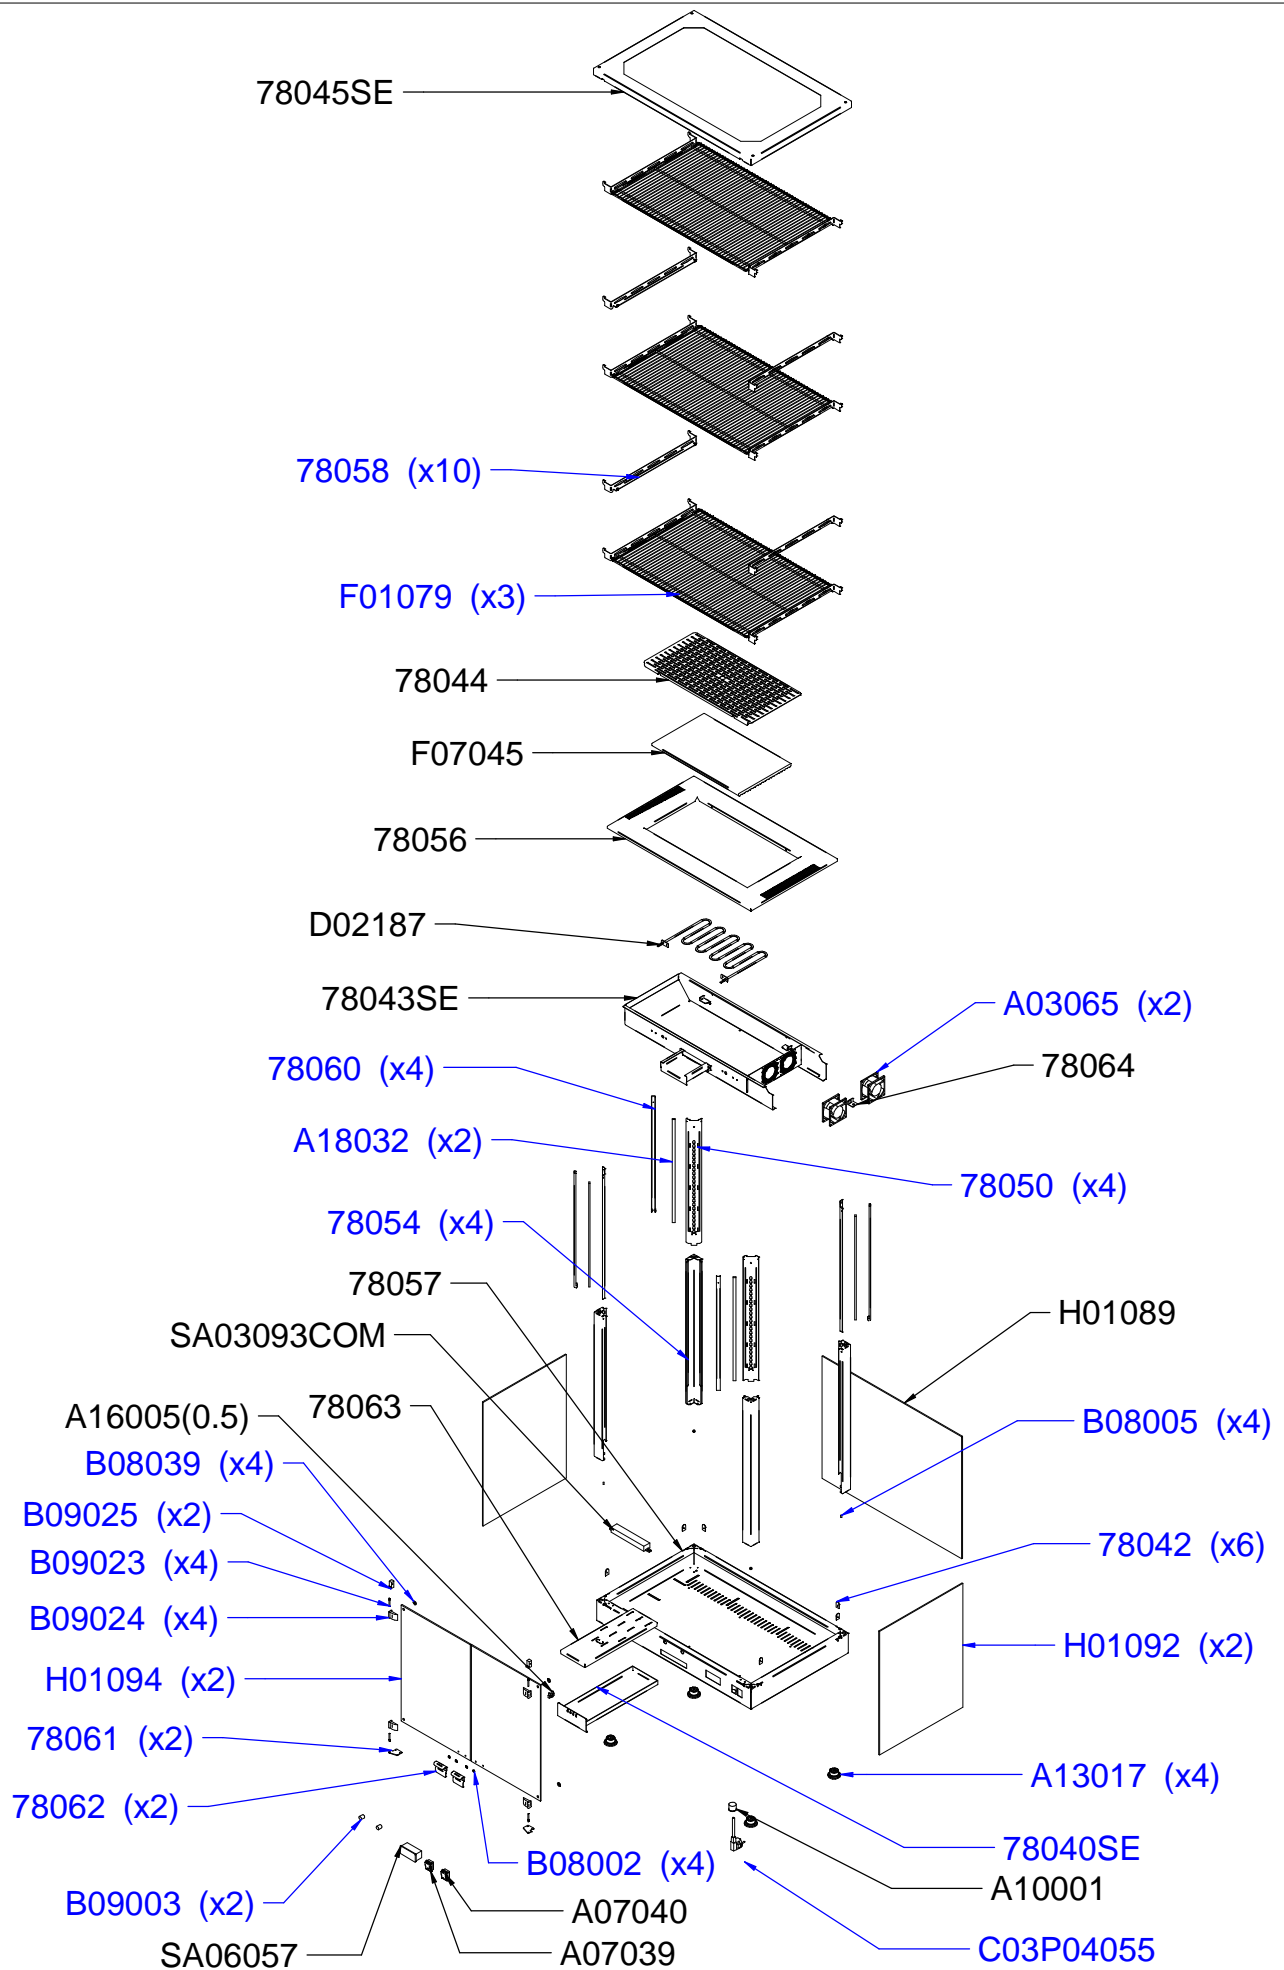 78045SE
78058 (x10)
F01079 (x3)
78044
F07045
78056
D02187
78043SE
A03065 (x2)
78064
78060 (x4)
A18032 (x2)
78050 (x4)
78054 (x4)
78057
H01089
SA03093COM
78063
A16005(0.5)
B08005 (x4)
B08039 (x4)
B09025 (x2)
78042 (x6)
B09023 (x4)
B09024 (x4)
H01092 (x2)
H01094 (x2)
78061 (x2)
A13017 (x4)
78062 (x2)
78040SE
B08002 (x4)
A10001
B09003 (x2)
A07040
SA06057
A07039
C03P04055